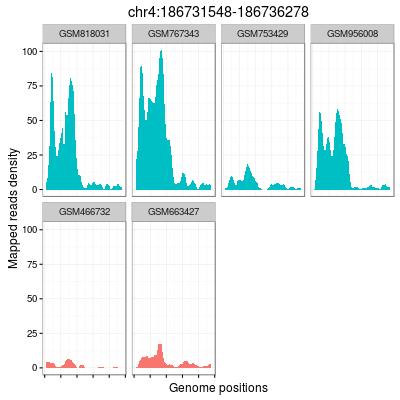 chr4:186731548-186736278
GSM818031 GSM767343 GSM753429 GSM956008
100
75
50
25
0
GSM466732 GSM663427
100
75
50
25
0
Mapped reads density
Genome positions